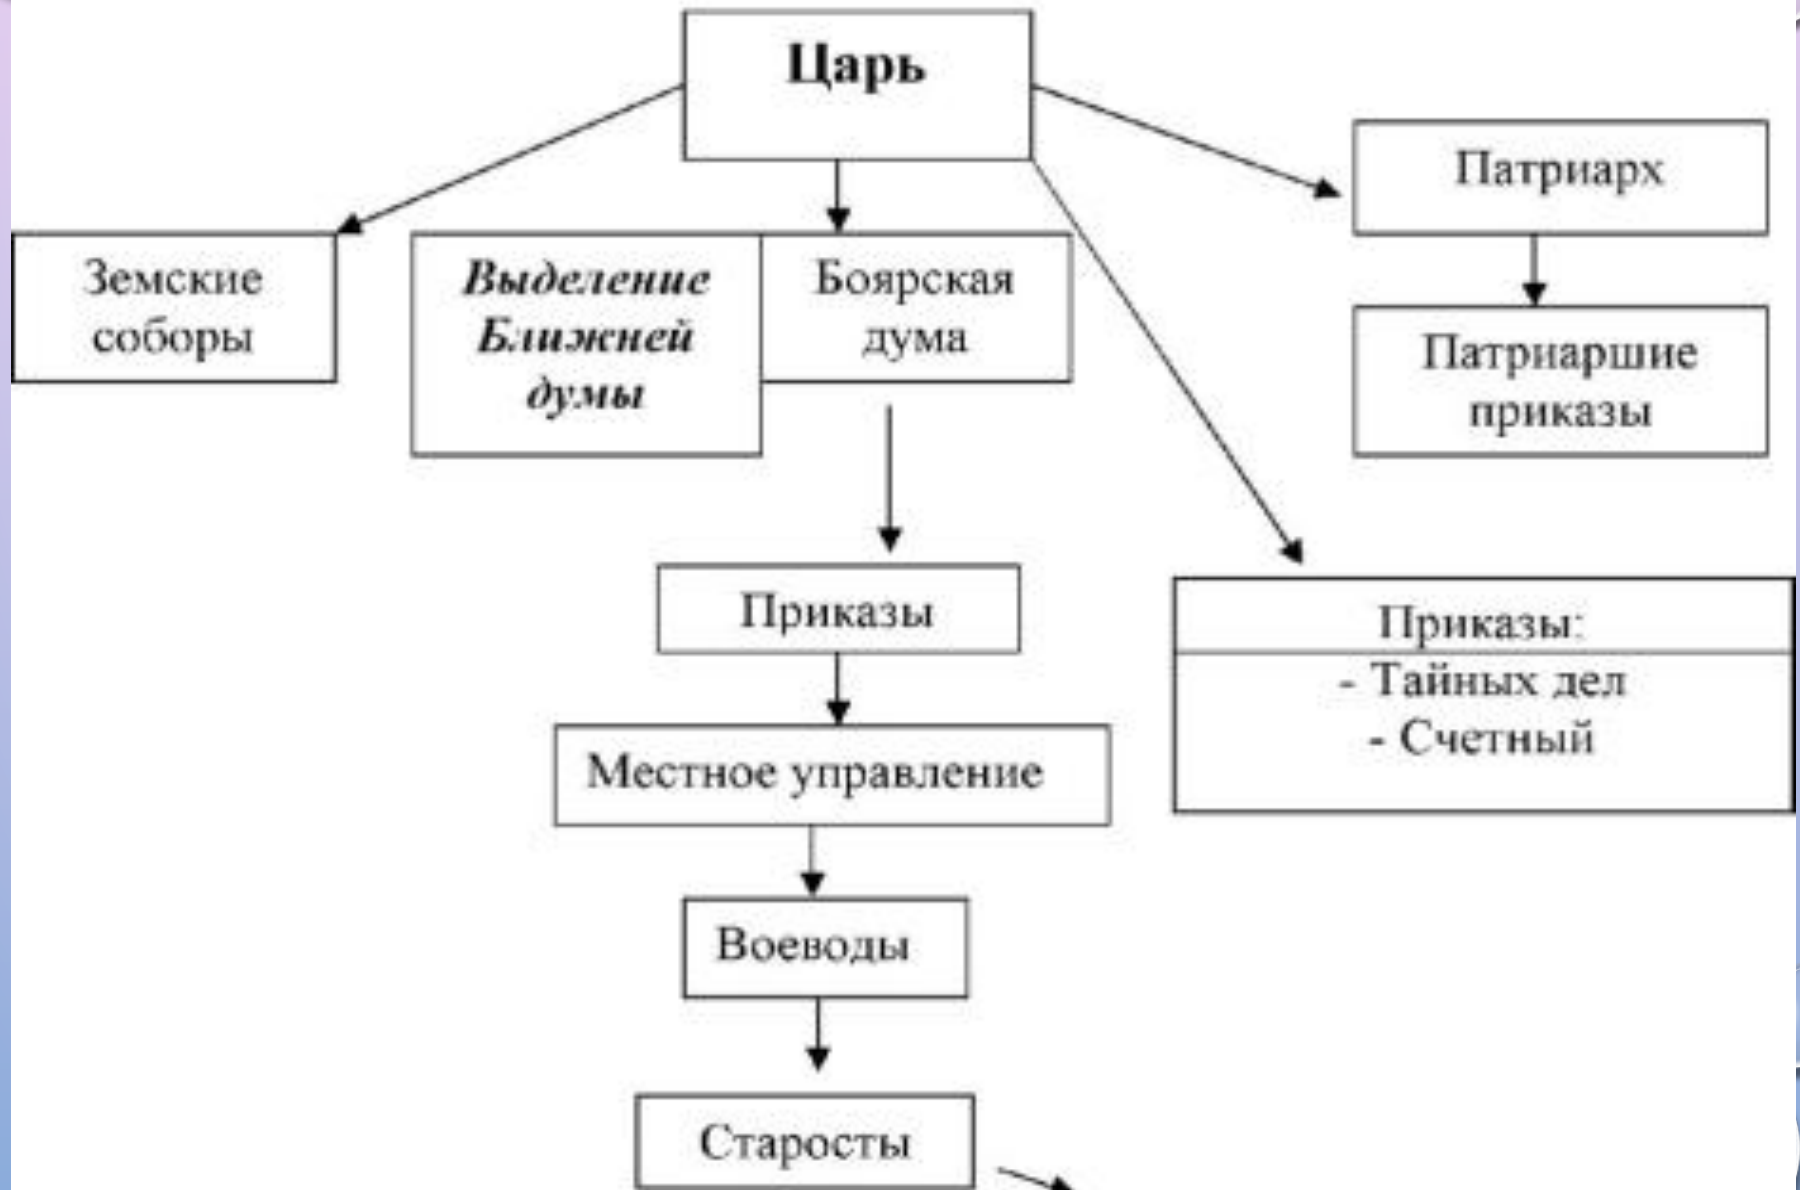 Царь
Патриарх
Земские
соборы
Выделение
Ближней
думы
Боярская
дума
Патриаршие
приказы
Приказы
Приказы:
- Тайных дел
- Счетный
Местное управление
Воеводы
Старосты